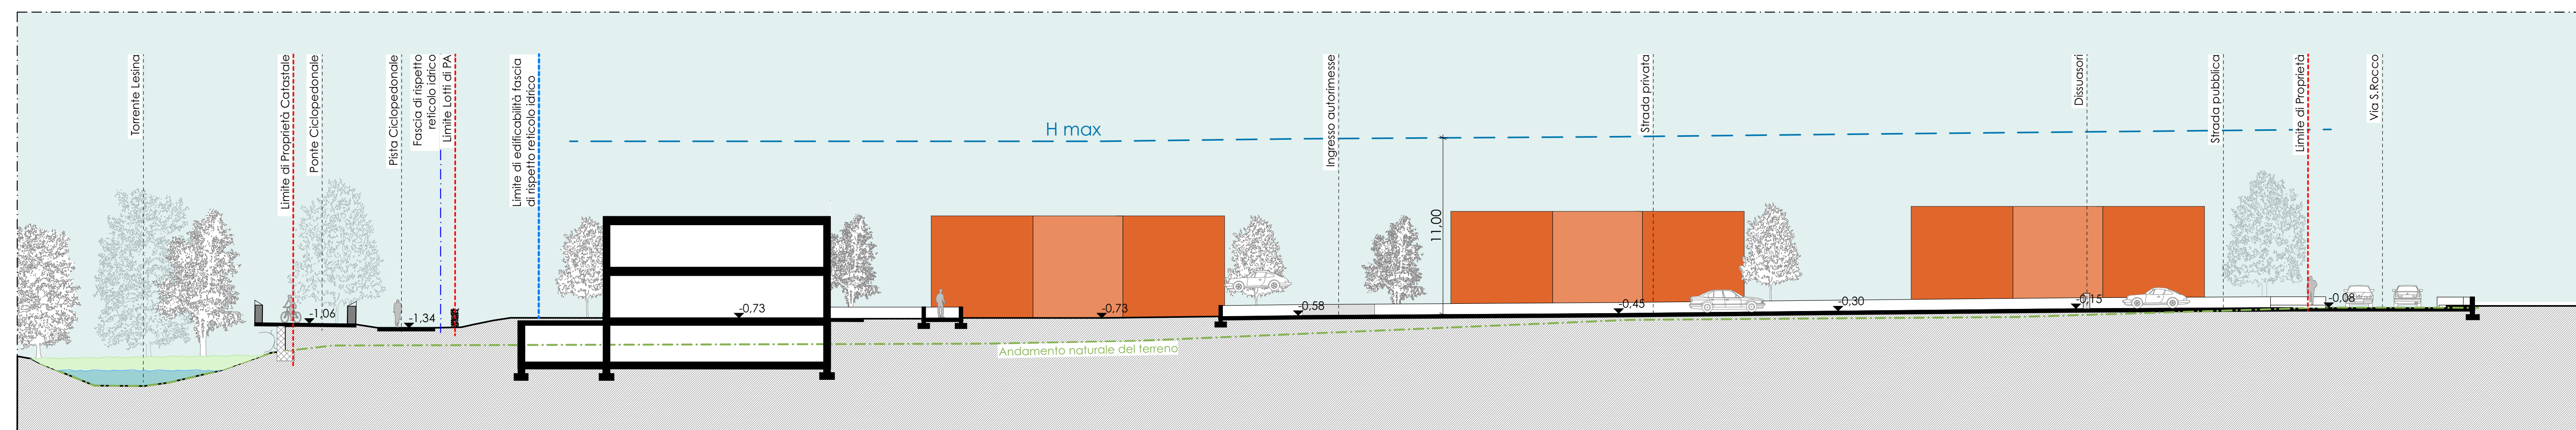 Torrente Lesina
Limite di Proprietà Catastale
Ponte Ciclopedonale
Pista Ciclopedonale
Fascia di rispetto
reticolo idrico
Limite Lotti di PA
Limite di edificabilità fascia
di rispetto reticolo idrico
H max
Ingresso autorimesse
11.00
Strada privata
Dissuasori
Strada pubblica
Limite di Proprietà
Via S.Rocco
-1,06
-1,34
-0,73
-0,73
-0,58
-0,45
-0,30
-0,15
-0,08
Andamento naturale del terreno